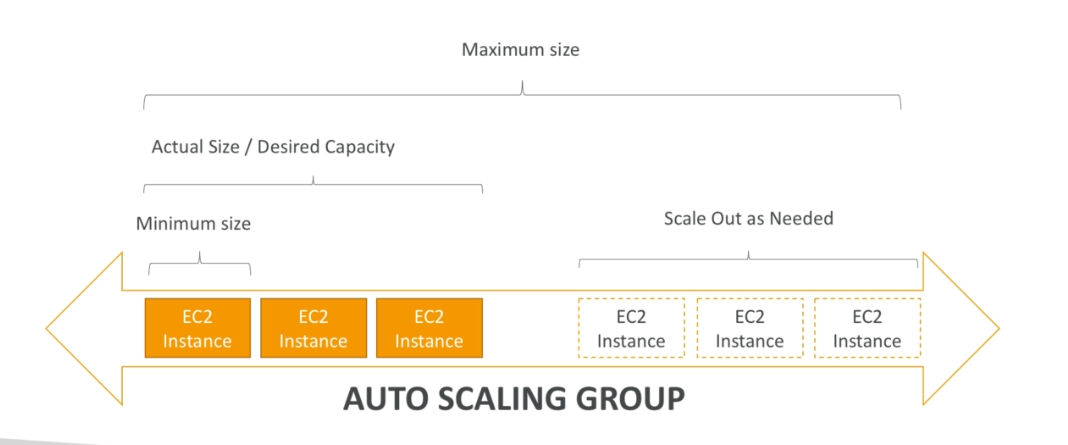 Maximum size
Actual Size / Desired Capacity
Minimum size
Scale Out as Needed
EC2
Instance
EC2
Instance
EC2
Instance
EC2
Instance
EC2
Instance
EC2
Instance
AUTO SCALING GROUP